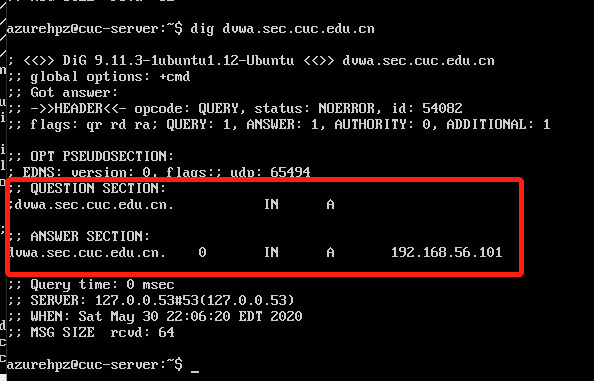 azurehpz@cuc-server:~$ dig dvwa.sec.cuc.edu.cn
; <<>> DiG 9.11.3-1ubuntu1.12-Ubuntu <<>> dvwa.sec.cuc.edu.cn
;; global options: +cmd
;; Got answer:
;; ->>HEADER<<- opcode: QUERY, status: NOERROR, id: 54082
;; flags: qr rd ra; QUERY: 1, ANSWER: 1, AUTHORITY: 0, ADDITIONAL: 1
;; OPT PSEUDOSECTION:
; EDNS: version: 0, flags:; udp: 65494
;; QUESTION SECTION:
;dvwa.sec.cuc.edu.cn. IN A
;; ANSWER SECTION:
dvwa.sec.cuc.edu.cn. 0 IN A 192.168.56.101
;; Query time: 0 msec
;; SERVER: 127.0.0.53#53(127.0.0.53)
;; WHEN: Sat May 30 22:06:20 EDT 2020
;; MSG SIZE rcvd: 64
azurehpz@cuc-server:~$ _